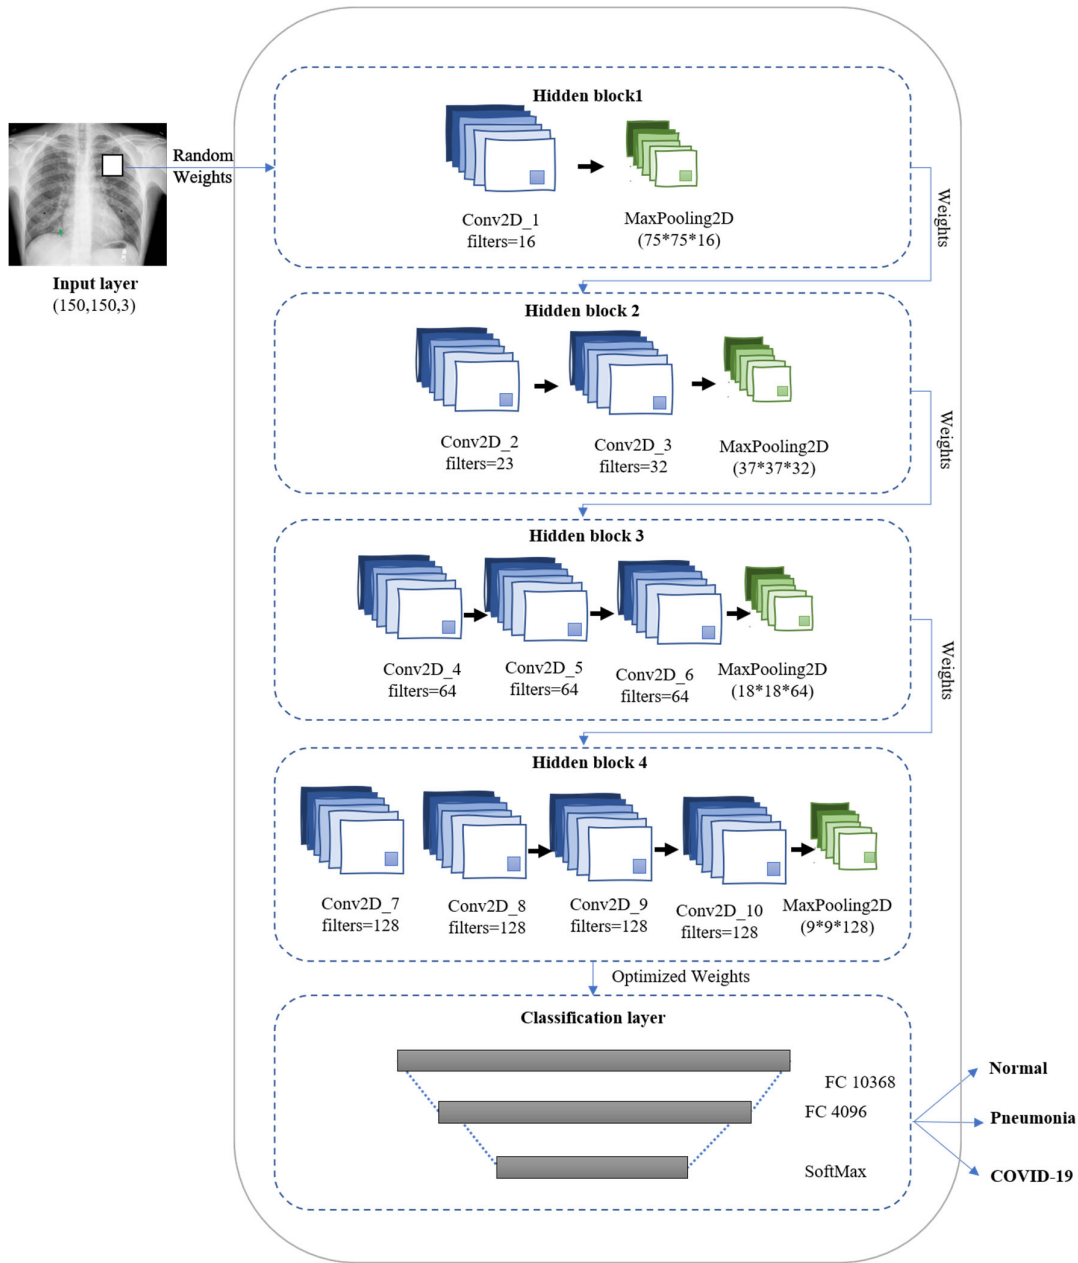 Hidden block1
Random
Weights
Input layer
(150,150,3)
Conv2D_1
filters=16
MaxPooling2D
(75*75*16)
Weights
Hidden block 2
Conv2D_2
filters=23
Conv2D_3
filters=32
MaxPooling2D
(37*37*32)
Weights
Hidden block 3
Conv2D_4
filters=64
Conv2D_5
filters=64
Conv2D_6
filters=64
MaxPooling2D
(18*18*64)
Weights
Hidden block 4
Conv2D_7
filters=128
Conv2D_8
filters=128
Conv2D_9
filters=128
Conv2D_10
filters=128
MaxPooling2D
(9*9*128)
Optimized Weights
Classification layer
FC 10368
FC 4096
SoftMax
Normal
Pneumonia
COVID-19